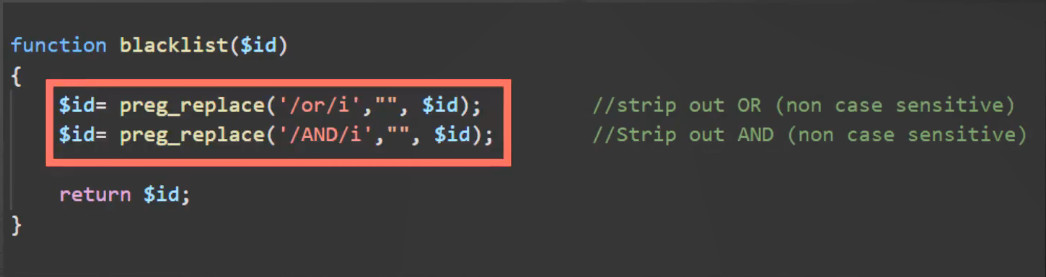 function blacklist($id)
{
$id= preg_replace('/or/i',"", $id); //strip out OR (non case sensitive)
$id= preg_replace('/AND/i',"", $id); //Strip out AND (non case sensitive)
return $id;
}